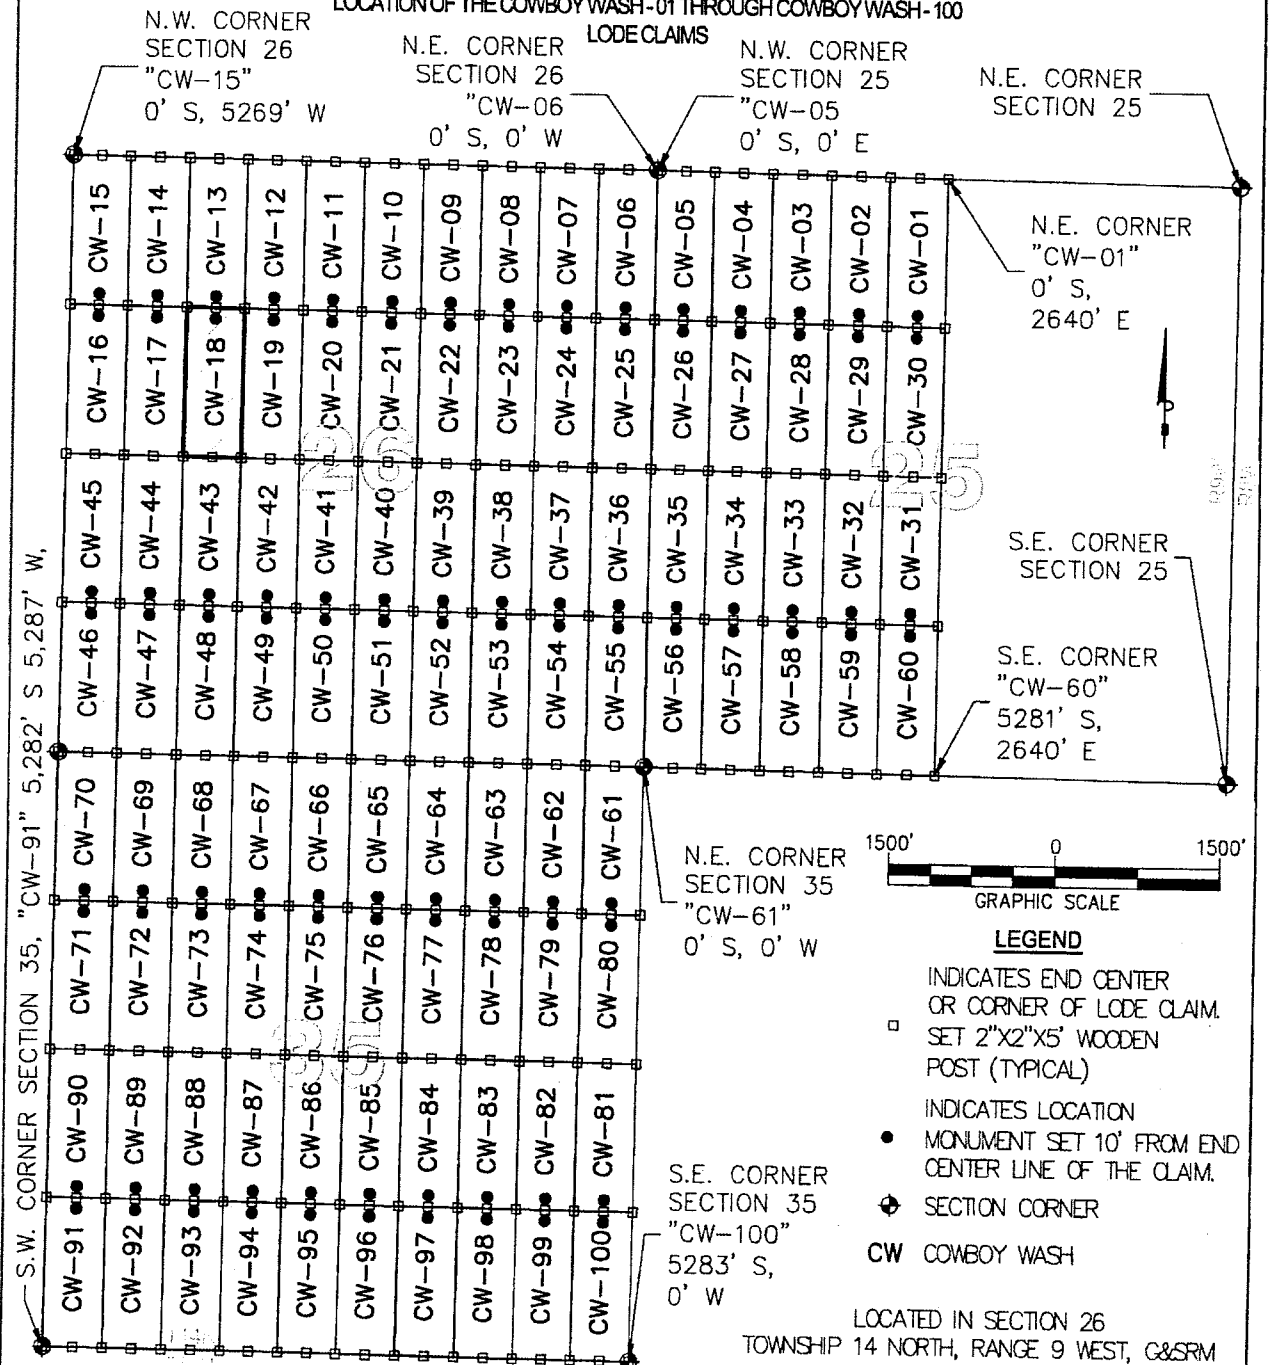 LOCATION OF THE COWBOY WASH-01 THROUGH COWBOY WASH-100
LODE CLAIMS
N.W. CORNER
SECTION 26
"CW-15"
0' S, 5269' W
N.E. CORNER
SECTION 26
"CW-06
0' S, 0' W
N.W. CORNER
SECTION 25
"CW-05
0' S, 0' E
N.E. CORNER
SECTION 25
CW-15 CW-14 CW-13 CW-12 CW-11 CW-10 CW-09 CW-08 CW-07 CW-06 CW-05 CW-04 CW-03 CW-02 CW-01
N.E. CORNER
"CW-01"
0' S,
2640' E
CW-16 CW-17 CW-18 CW-19 CW-20 CW-21 CW-22 CW-23 CW-24 CW-25 CW-26 CW-27 CW-28 CW-29 CW-30
26
25
CW-45 CW-44 CW-43 CW-42 CW-41 CW-40 CW-39 CW-38 CW-37 CW-36 CW-35 CW-34 CW-33 CW-32 CW-31
S.E. CORNER
SECTION 25
CW-46 CW-47 CW-48 CW-49 CW-50 CW-51 CW-52 CW-53 CW-54 CW-55 CW-56 CW-57 CW-58 CW-59 CW-60
S.E. CORNER
"CW-60"
5281' S,
2640' E
CW-70 CW-69 CW-68 CW-67 CW-66 CW-65 CW-64 CW-63 CW-62 CW-61
N.E. CORNER
SECTION 35
"CW-61"
0' S, 0' W
CW-71 CW-72 CW-73 CW-74 CW-75 CW-76 CW-77 CW-78 CW-79 CW-80
35
CW-90 CW-89 CW-88 CW-87 CW-86 CW-85 CW-84 CW-83 CW-82 CW-81
CW-91 CW-92 CW-93 CW-94 CW-95 CW-96 CW-97 CW-98 CW-99 CW-100
S.E. CORNER
SECTION 35
"CW-100"
5283' S,
0' W
S.W. CORNER SECTION 35, "CW-91" 5,282' S 5,287' W,
1500' 0 1500'
GRAPHIC SCALE
LEGEND
INDICATES END CENTER
OR CORNER OF LODE CLAIM.
SET 2"X2"X5' WOODEN
POST (TYPICAL)
INDICATES LOCATION
MONUMENT SET 10' FROM END
CENTER LINE OF THE CLAIM.
SECTION CORNER
CW COWBOY WASH
LOCATED IN SECTION 26
TOWNSHIP 14 NORTH, RANGE 9 WEST, G&SRM